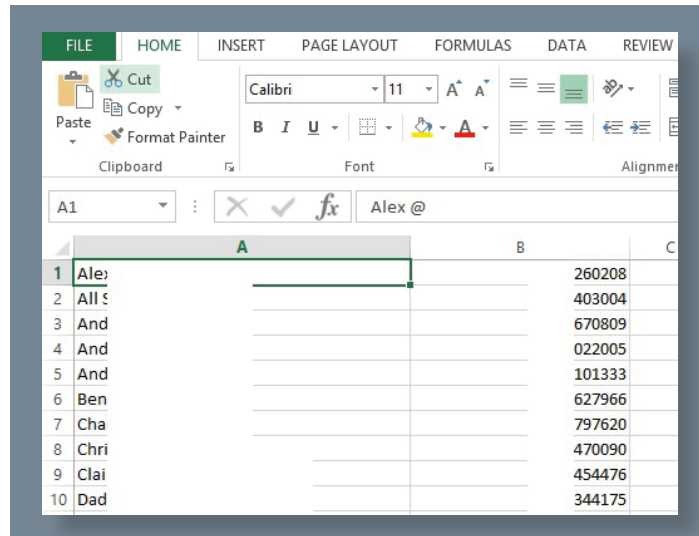 FILE HOME INSERT PAGE LAYOUT FORMULAS DATA REVIEW
Cut
Copy
Format Painter
Paste
Calibri 11 A A
B I U A
Clipboard Font Alignmen
A1 fx Alex @
A B C
1 Alex 260208
2 All S 403004
3 And 670809
4 And 022005
5 And 101333
6 Ben 627966
7 Cha 797620
8 Chri 470090
9 Clai 454476
10 Dad 344175